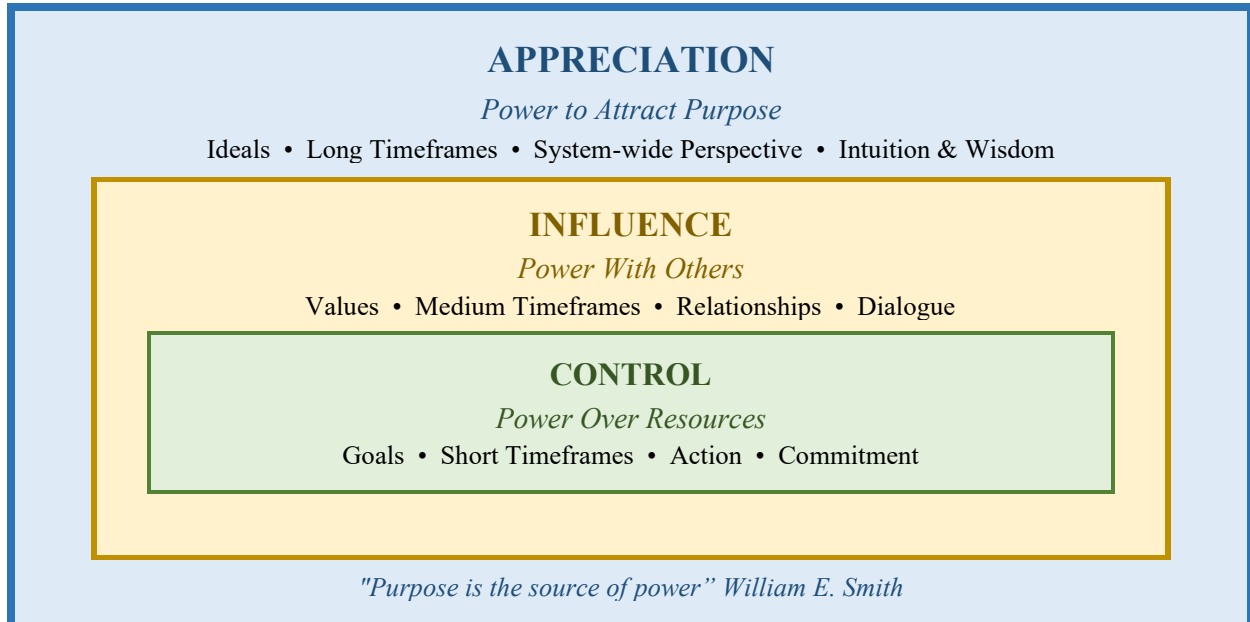 APPRECIATION
Power to Attract Purpose
Ideals • Long Timeframes • System-wide Perspective • Intuition & Wisdom
INFLUENCE
Power With Others
Values • Medium Timeframes • Relationships • Dialogue
CONTROL
Power Over Resources
Goals • Short Timeframes • Action • Commitment
"Purpose is the source of power” William E. Smith